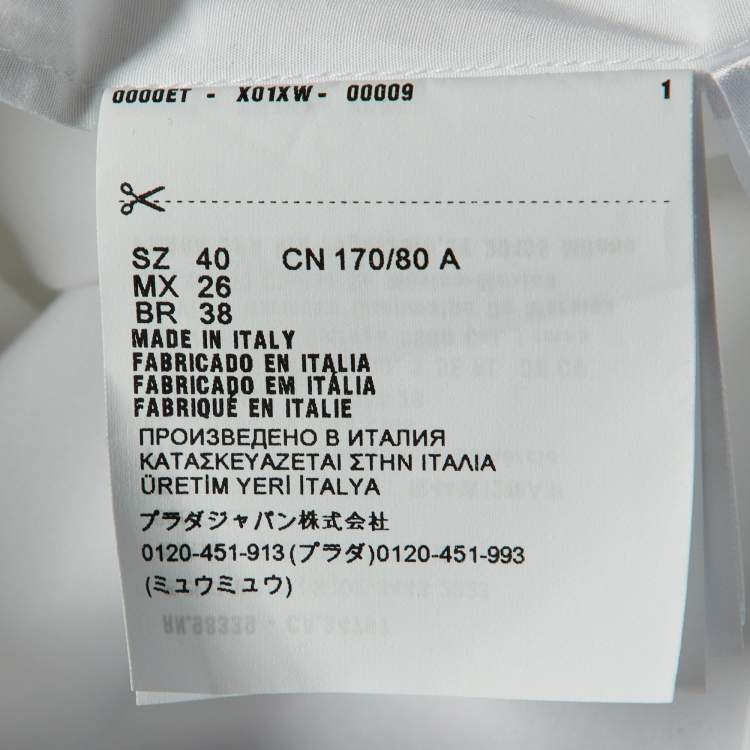 0000ET - X01XW- 00009 1
SZ 40 CN 170/80 A
MX 26
BR 38
MADE IN ITALY
FABRICADO EN ITALIA
FABRICADO EM ITÁLIA
FABRIQUÉ EN ITALIE
ПРОИЗВЕДЕНО В ИТАЛИЯ
ΚΑΤΑΣΚΕΥΑΖΕΤΑΙ ΣΤΗΝ ΙΤΑΛΙΑ
ÜRETİM YERİ İTALYA
プラダジャパン株式会社
0120-451-913(プラダ)0120-451-993
(ミュウミュウ)